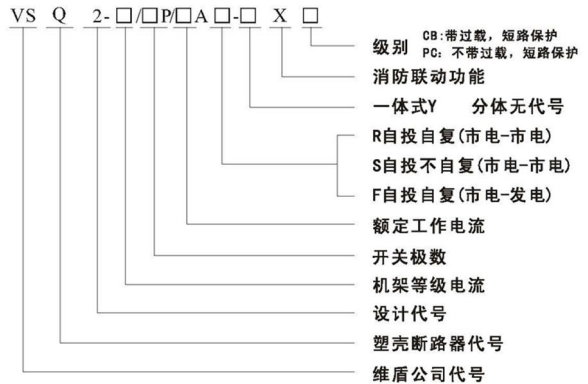 VS Q 2-□/□P/□A□-□ X □
级别 CB:带过载，短路保护
PC: 不带过载，短路保护
消防联动功能
一体式Y 分体无代号
R自投自复(市电-市电)
S自投不自复(市电-市电)
F自投自复(市电-发电)
额定工作电流
开关极数
机架等级电流
设计代号
塑壳断路器代号
维盾公司代号